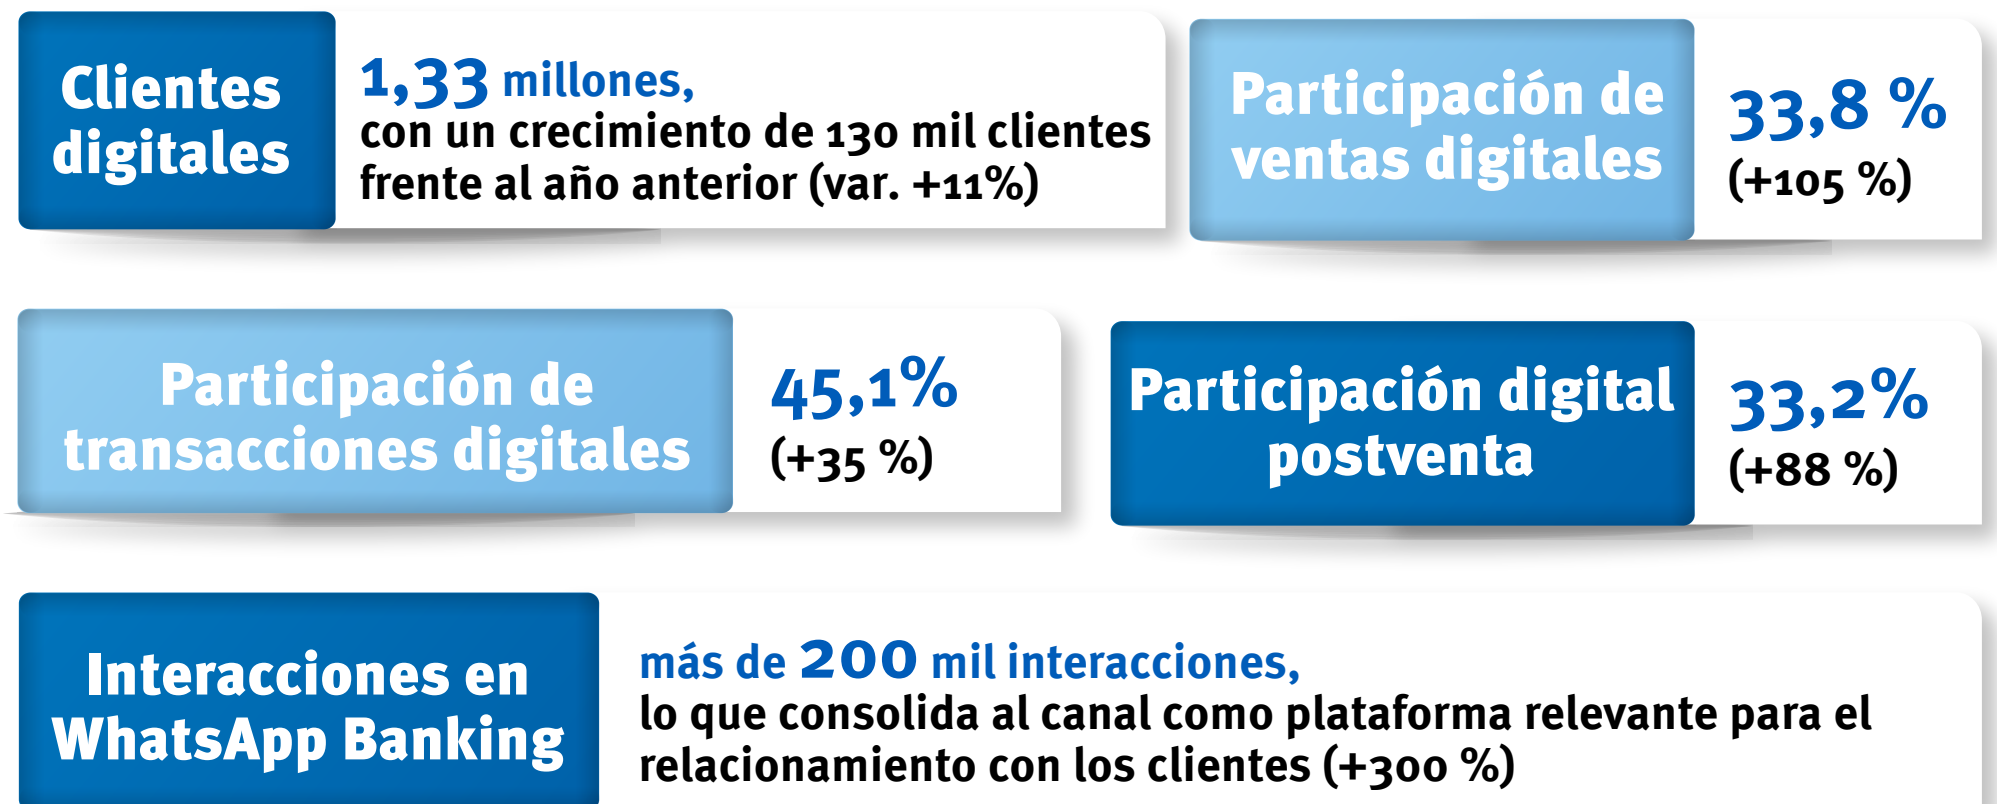 Clientes
digitales
1,33 millones,
con un crecimiento de 130 mil clientes
frente al año anterior (var. +11%)
Participación de
ventas digitales
33,8 %
(+105 %)
Participación de
transacciones digitales
45,1%
(+35 %)
Participación digital
postventa
33,2%
(+88 %)
Interacciones en
WhatsApp Banking
más de 200 mil interacciones,
lo que consolida al canal como plataforma relevante para el
relacionamiento con los clientes (+300 %)